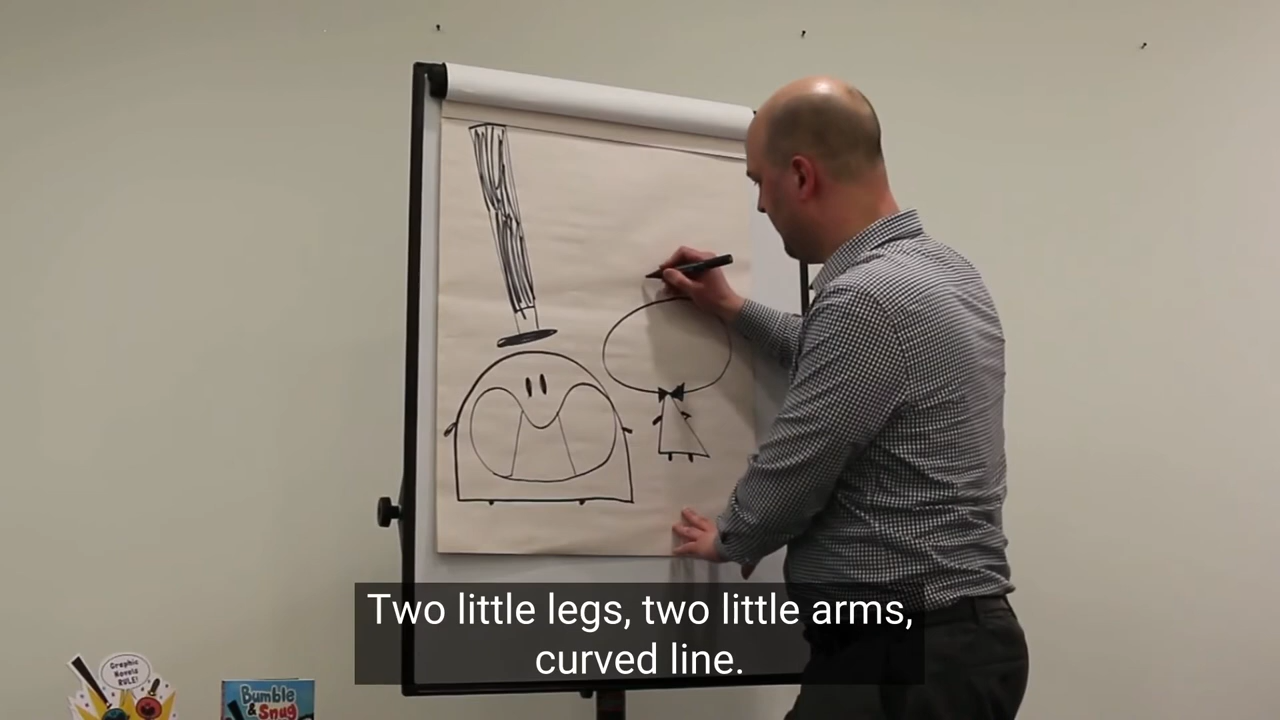 Two little legs, two little arms,
curved line.
Graphic
Novels
RULE!
Bumble
& Snug